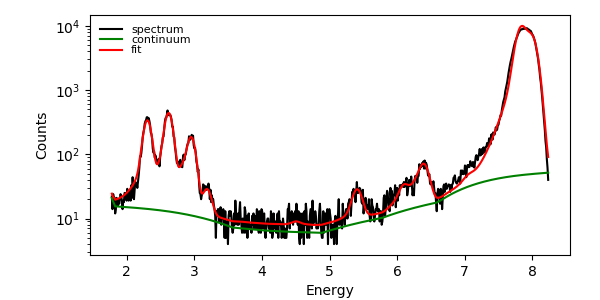 spectrum
continuum
fit
10⁴
10³
10²
10¹
Counts
2 3 4 5 6 7 8
Energy